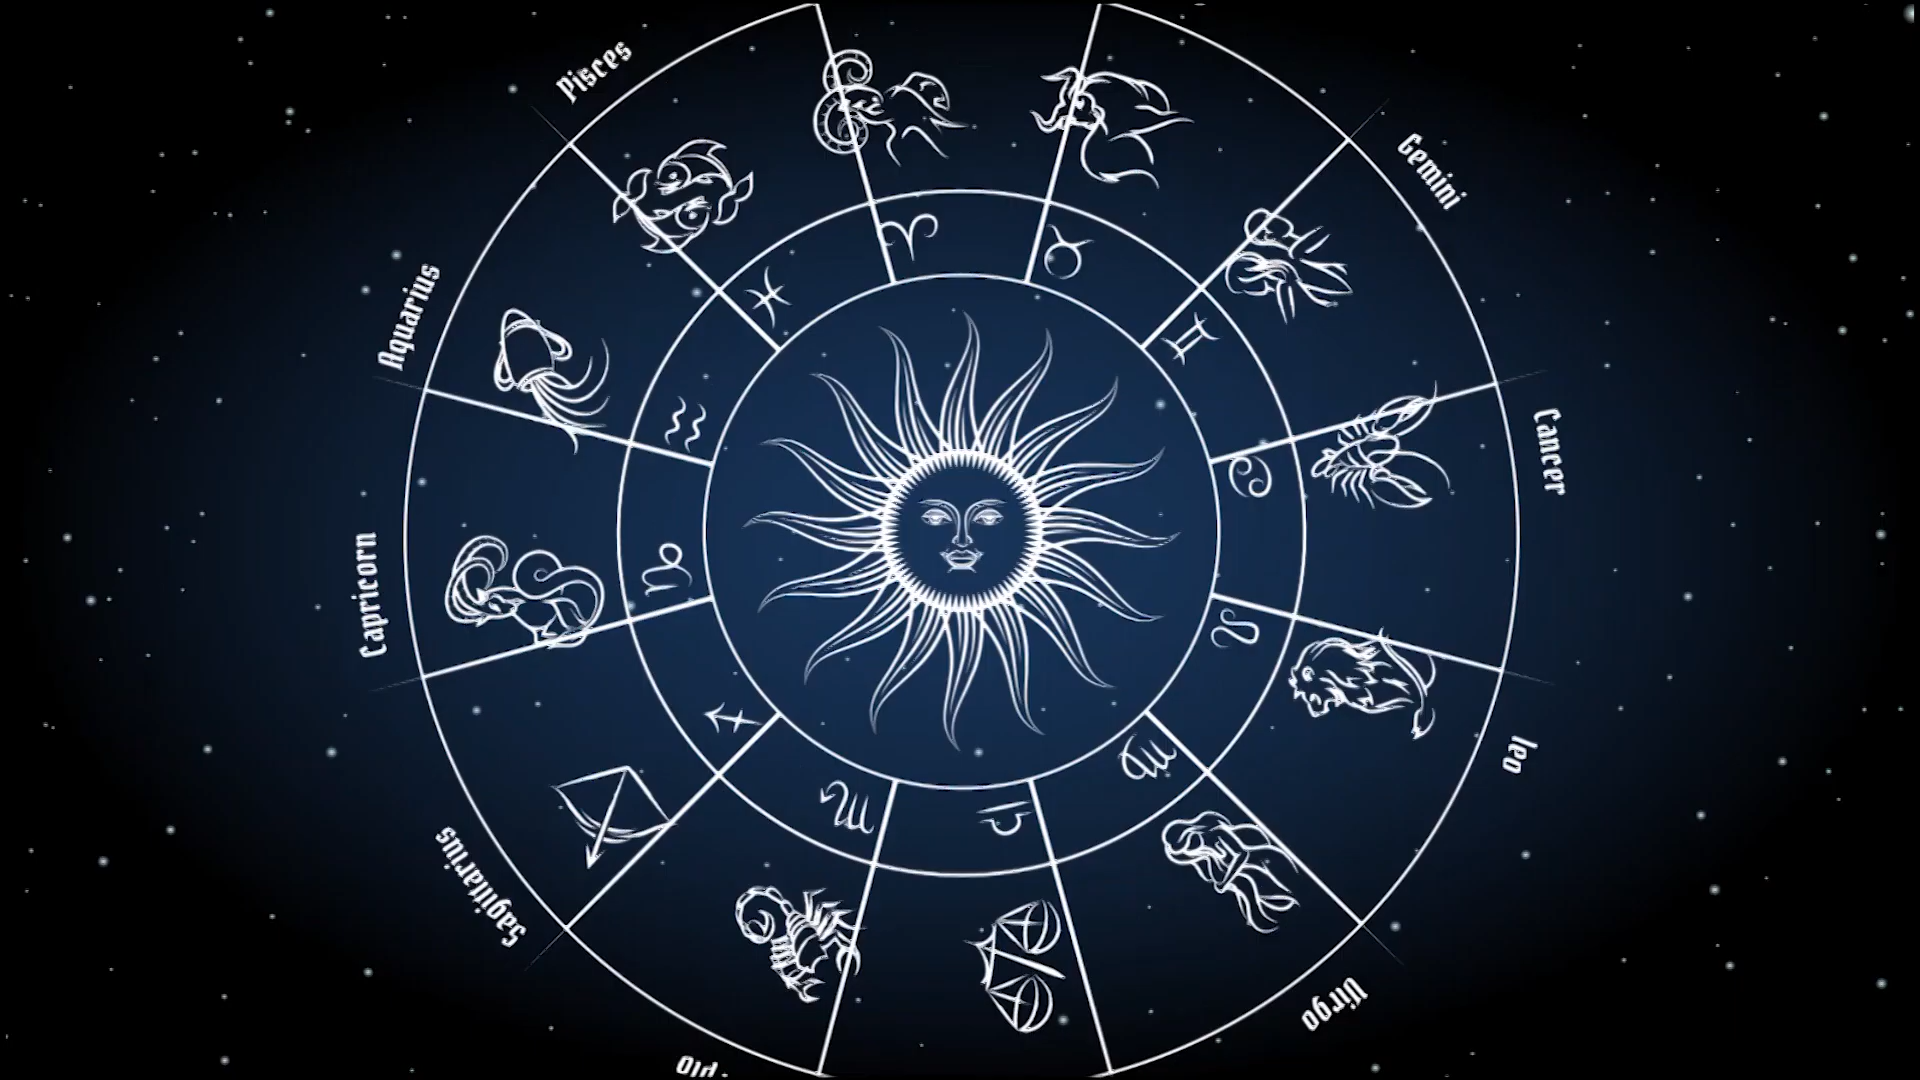 Pisces
Gemini
Aquarius
Cancer
Capricorn
Leo
Sagittarius
Virgo